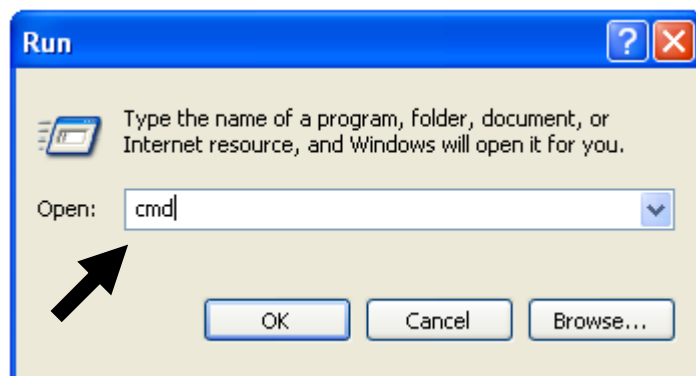 Run
Type the name of a program, folder, document, or
Internet resource, and Windows will open it for you.
Open: cmd
OK Cancel Browse...